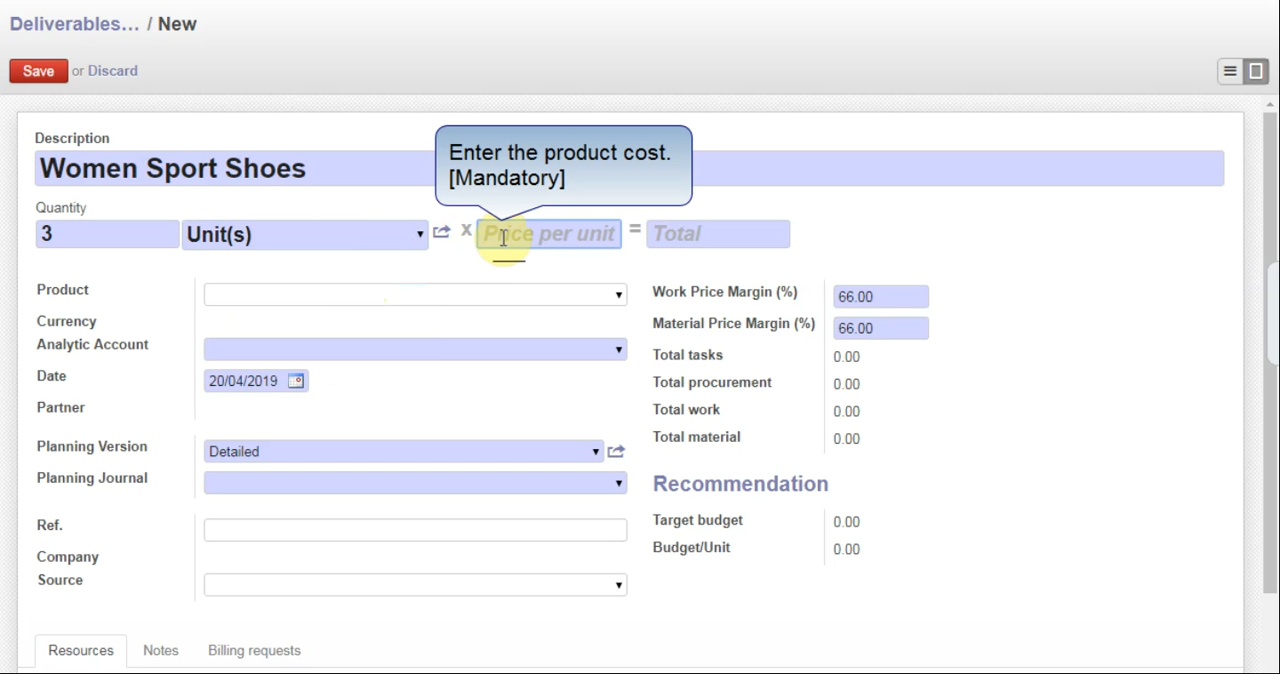 Deliverables... / New
Save or Discard
Description
Enter the product cost.
[Mandatory]
Women Sport Shoes
Quantity
3 Unit(s) x Price per unit = Total
Product
Currency
Analytic Account
Date 20/04/2019
Partner
Planning Version Detailed
Planning Journal
Ref.
Company
Source
Work Price Margin (%) 66.00
Material Price Margin (%) 66.00
Total tasks 0.00
Total procurement 0.00
Total work 0.00
Total material 0.00
Recommendation
Target budget 0.00
Budget/Unit 0.00
Resources Notes Billing requests